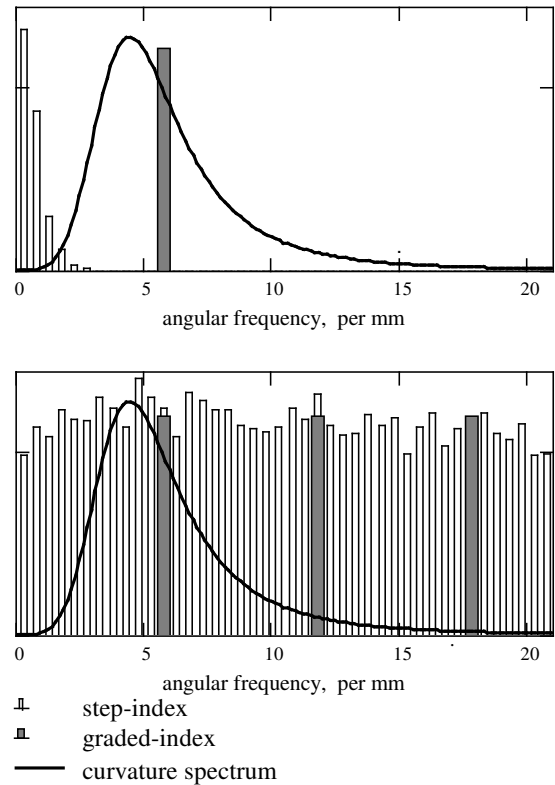 0 5 10 15 20
angular frequency, per mm
0 5 10 15 20
angular frequency, per mm
step-index
graded-index
curvature spectrum